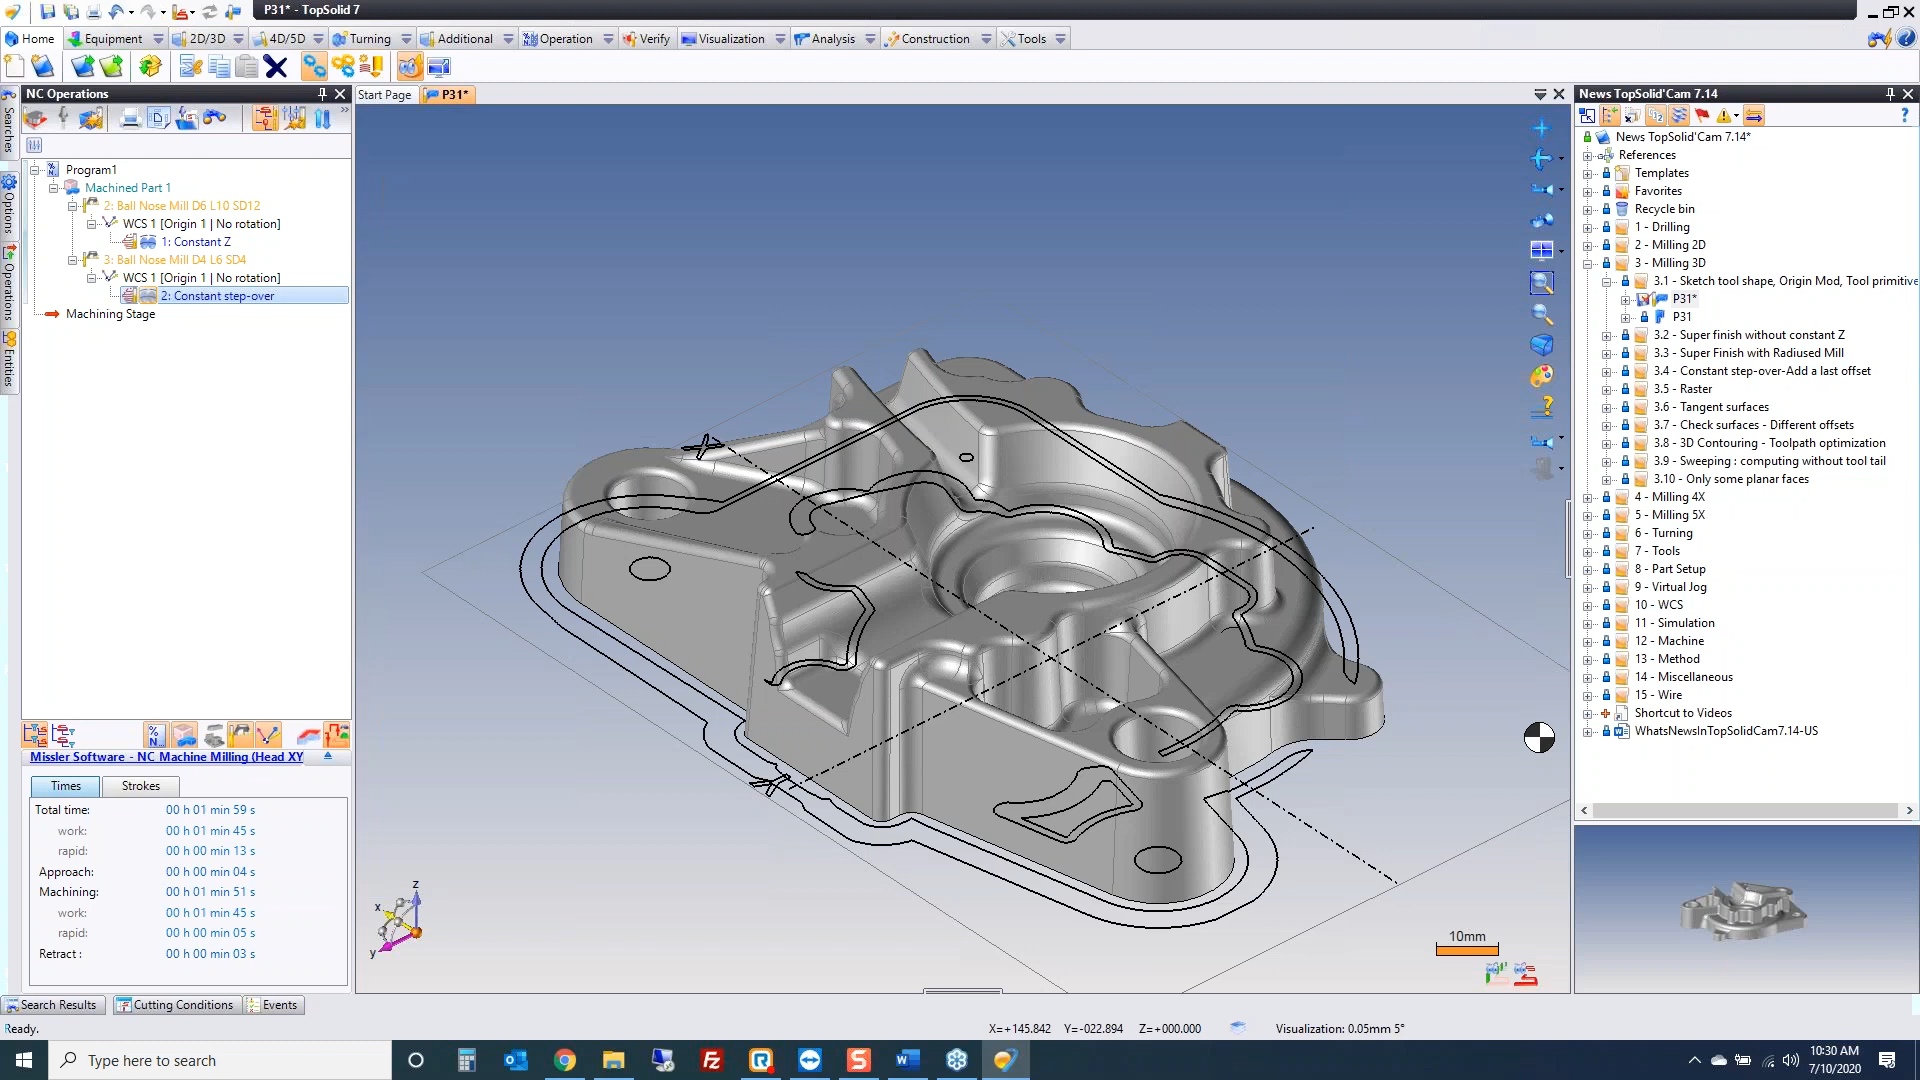 P31* - TopSolid 7
Home Equipment 2D/3D 4D/5D Turning Additional Operation Verify Visualization Analysis Construction Tools
NC Operations
Start Page P31*
News TopSolid'Cam 7.14
Searches
Options
Operations
Entities
Program1
Machined Part 1
2: Ball Nose Mill D6 L10 SD12
WCS 1 [Origin 1 | No rotation]
1: Constant Z
3: Ball Nose Mill D4 L6 SD4
WCS 1 [Origin 1 | No rotation]
2: Constant step-over
Machining Stage
Missler Software - NC Machine Milling (Head XY
Times Strokes
Total time: 00 h 01 min 59 s
work: 00 h 01 min 45 s
rapid: 00 h 00 min 13 s
Approach: 00 h 00 min 04 s
Machining: 00 h 01 min 51 s
work: 00 h 01 min 45 s
rapid: 00 h 00 min 05 s
Retract : 00 h 00 min 03 s
z
x
y
10mm
News TopSolid'Cam 7.14*
References
Templates
Favorites
Recycle bin
1 - Drilling
2 - Milling 2D
3 - Milling 3D
3.1 - Sketch tool shape, Origin Mod, Tool primitive
P31*
P31
3.2 - Super finish without constant Z
3.3 - Super Finish with Radiused Mill
3.4 - Constant step-over-Add a last offset
3.5 - Raster
3.6 - Tangent surfaces
3.7 - Check surfaces - Different offsets
3.8 - 3D Contouring - Toolpath optimization
3.9 - Sweeping : computing without tool tail
3.10 - Only some planar faces
4 - Milling 4X
5 - Milling 5X
6 - Turning
7 - Tools
8 - Part Setup
9 - Virtual Jog
10 - WCS
11 - Simulation
12 - Machine
13 - Method
14 - Miscellaneous
15 - Wire
Shortcut to Videos
WhatsNewsInTopSolidCam7.14-US
Search Results Cutting Conditions Events
Ready.
X=+145.842 Y=-022.894 Z=+000.000 Visualization: 0.05mm 5°
Type here to search
10:30 AM
7/10/2020